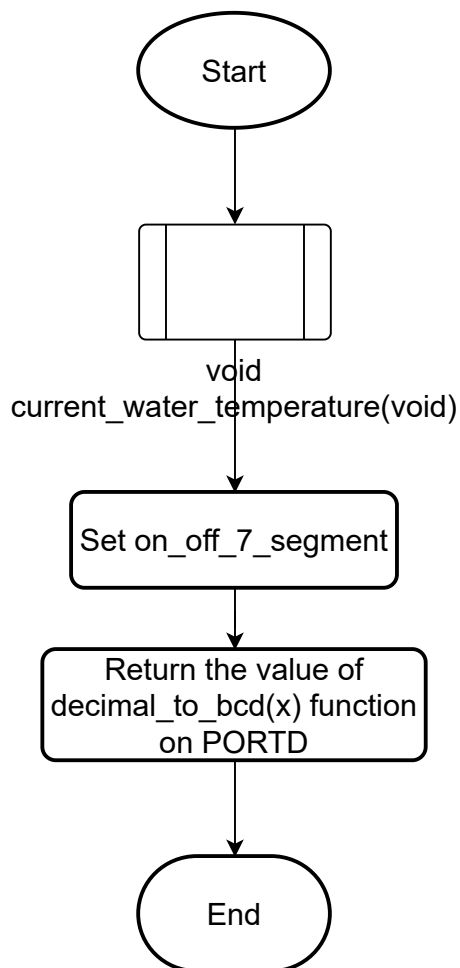 Start
void
current_water_temperature(void)
Set on_off_7_segment
Return the value of
decimal_to_bcd(x) function
on PORTD
End